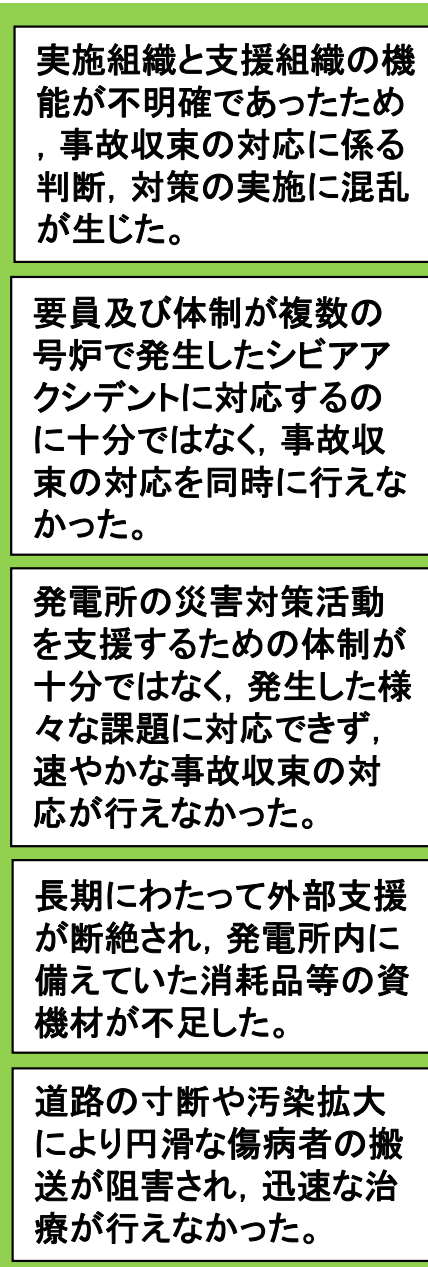 実施組織と支援組織の機
能が不明確であったため
，事故収束の対応に係る
判断，対策の実施に混乱
が生じた。
要員及び体制が複数の
号炉で発生したシビアア
クシデントに対応するの
に十分ではなく，事故収
束の対応を同時に行えな
かった。
発電所の災害対策活動
を支援するための体制が
十分ではなく，発生した様
々な課題に対応できず，
速やかな事故収束の対
応が行えなかった。
長期にわたって外部支援
が断絶され，発電所内に
備えていた消耗品等の資
機材が不足した。
道路の寸断や汚染拡大
により円滑な傷病者の搬
送が阻害され，迅速な治
療が行えなかった。